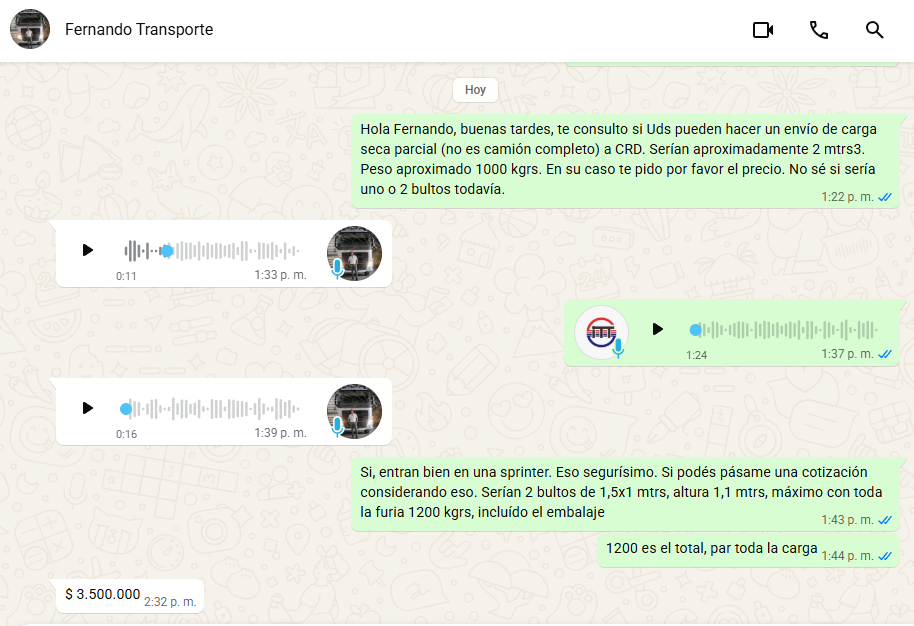 Fernando Transporte
Hoy
Hola Fernando, buenas tardes, te consulto si Uds pueden hacer un envío de carga
seca parcial (no es camión completo) a CRD. Serían aproximadamente 2 mtrs3.
Peso aproximado 1000 kgrs. En su caso te pido por favor el precio. No sé si sería
uno o 2 bultos todavía.
1:22 p. m.
0:11
1:33 p. m.
1:24
1:37 p. m.
0:16
1:39 p. m.
Si, entran bien en una sprinter. Eso segurísimo. Si podés pásame una cotización
considerando eso. Serían 2 bultos de 1,5x1 mtrs, altura 1,1 mtrs, máximo con toda
la furia 1200 kgrs, incluído el embalaje
1:43 p. m.
1200 es el total, par toda la carga
1:44 p. m.
$ 3.500.000
2:32 p. m.